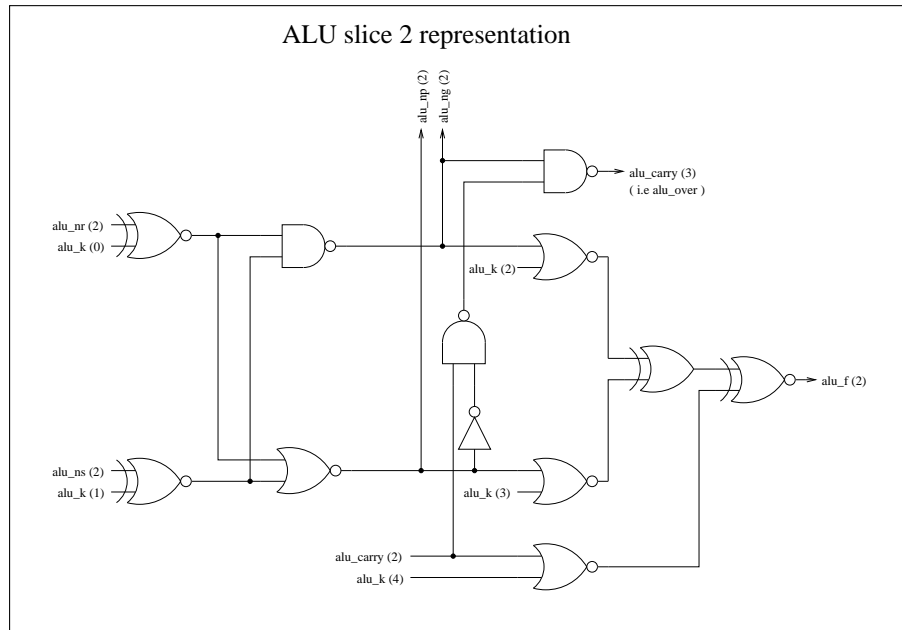 ALU slice 2 representation
alu_np (2)
alu_ng (2)
alu_carry (3)
( i.e alu_over )
alu_nr (2)
alu_k (0)
alu_k (2)
alu_f (2)
alu_ns (2)
alu_k (1)
alu_k (3)
alu_carry (2)
alu_k (4)